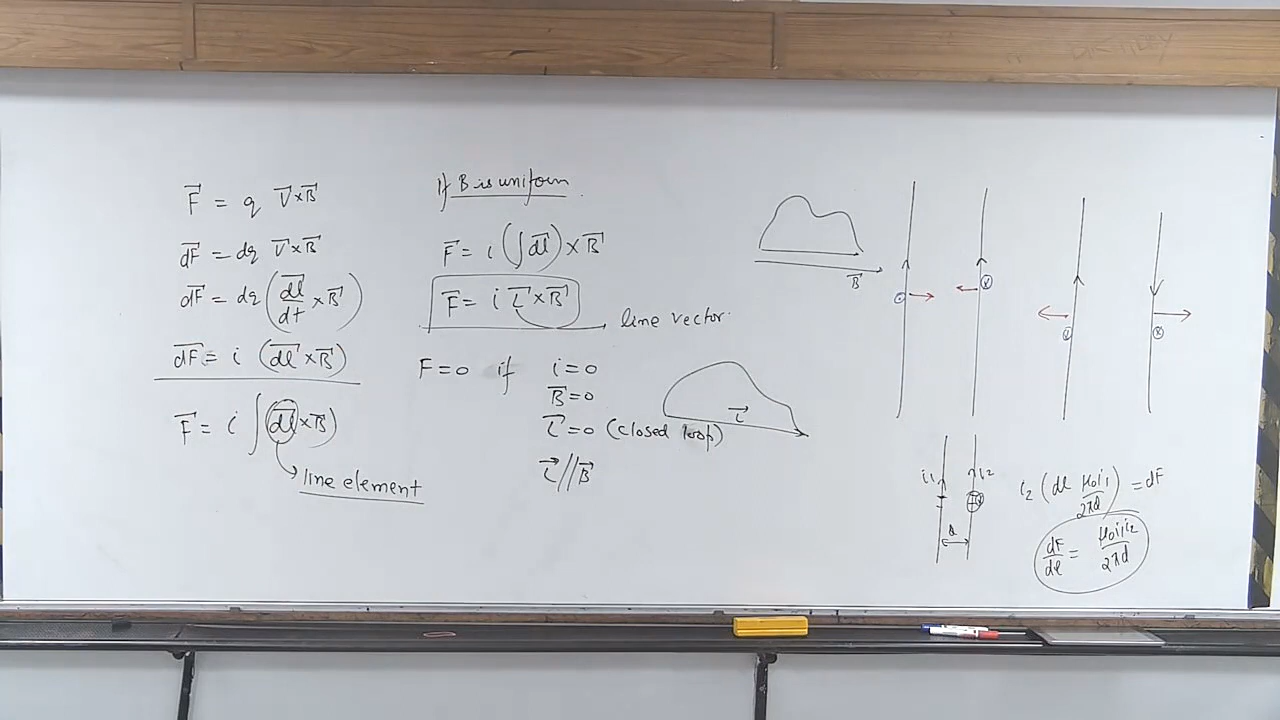 F⃗ = q V⃗×B⃗
dF⃗ = dq V⃗×B⃗
dF⃗ = dq (dl⃗/dt × B⃗)
dF⃗ = i (dl⃗ × B⃗)
F⃗ = i ∫ (dl⃗ × B⃗)
line element
If B is uniform
F⃗ = i (∫ dl⃗) × B⃗
F⃗ = i L⃗ × B⃗
line vector
F = 0 if i = 0
B⃗ = 0
L⃗ = 0 (closed loop)
L⃗ // B⃗
L⃗
B⃗
i1 i2
d
i2 (dl μ0i1/2πd) = dF
dF/dl = μ0i1i2/2πd